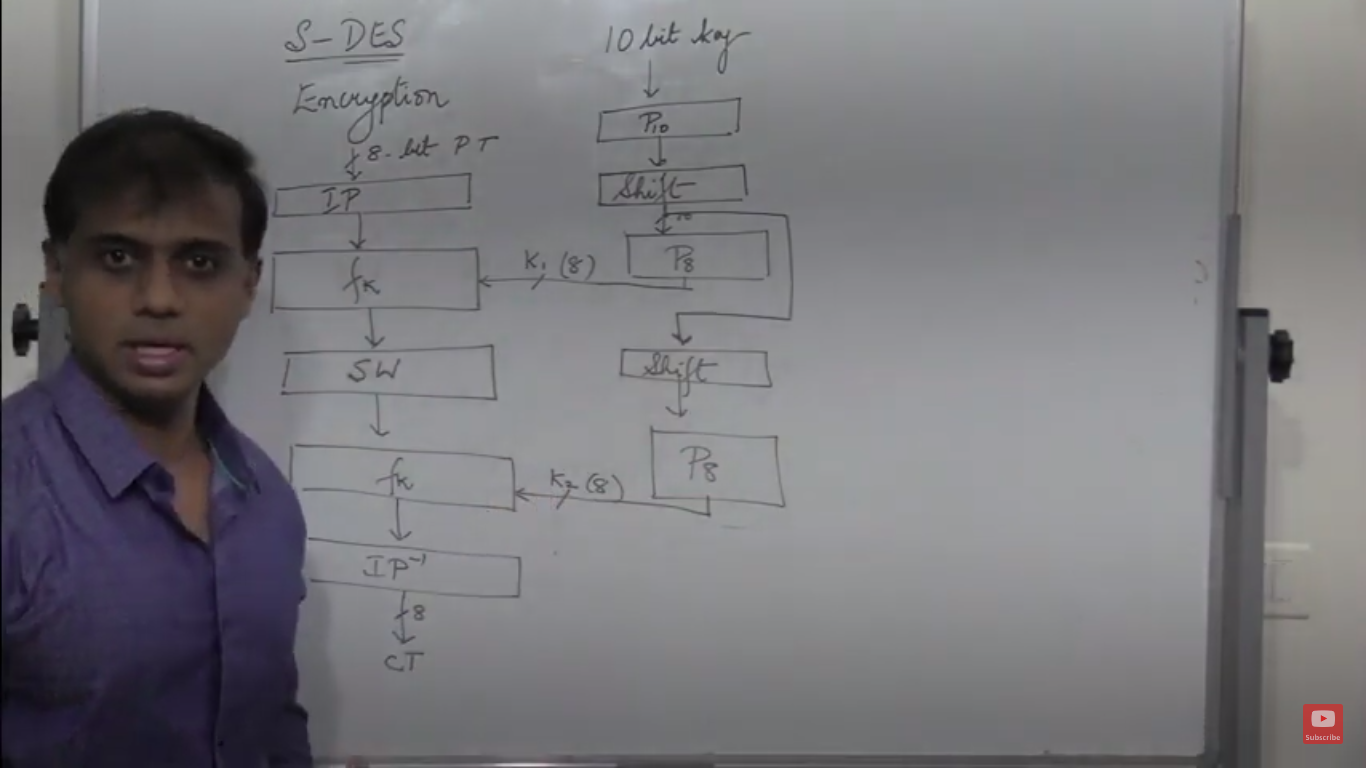 S-DES
Encryption
8-bit PT
IP
fK
SW
fK
IP⁻¹
8
CT
10 bit key
P10
Shift
10
P8
K1 (8)
Shift
P8
K2 (8)
Subscribe